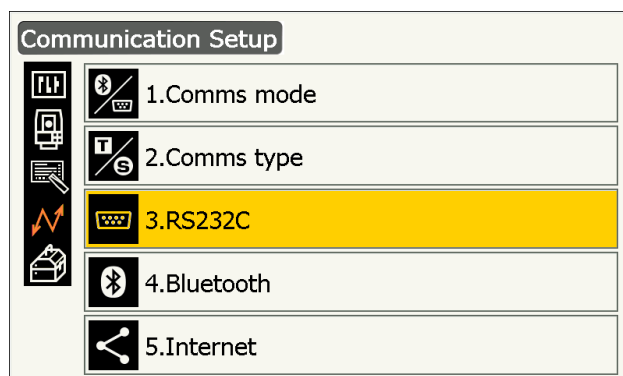 Communication Setup
1.Comms mode
T
S
2.Comms type
3.RS232C
4.Bluetooth
5.Internet